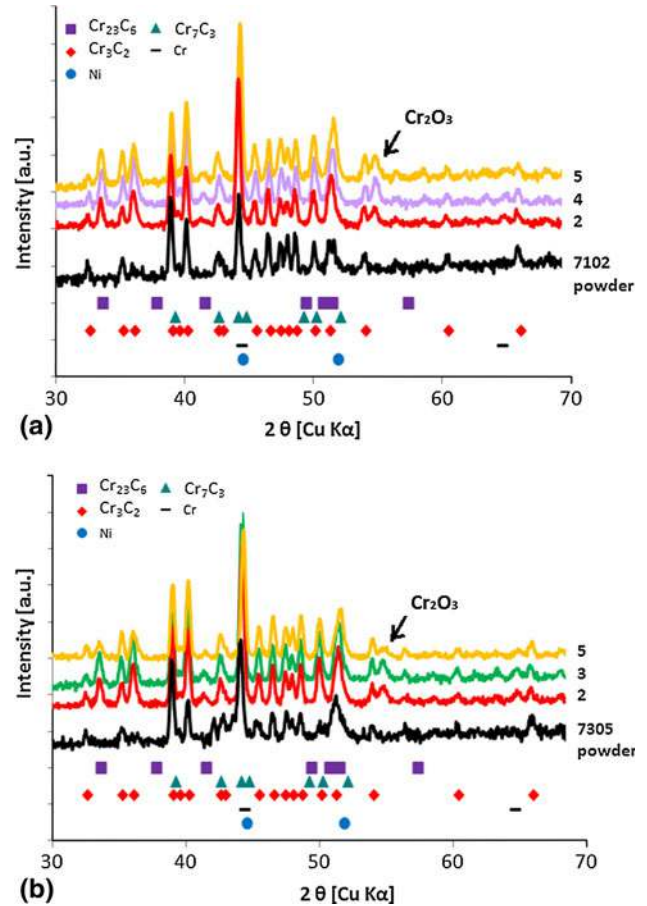 Cr₂₃C₆ Cr₇C₃
Cr₃C₂ Cr
Ni
Cr₂O₃
Intensity [a.u.]
5
4
2
7102
powder
30 40 50 60 70
2 θ [Cu Kα]
(a)
Cr₂₃C₆ Cr₇C₃
Cr₃C₂ Cr
Ni
Cr₂O₃
Intensity [a.u.]
5
3
2
7305
powder
30 40 50 60 70
2 θ [Cu Kα]
(b)